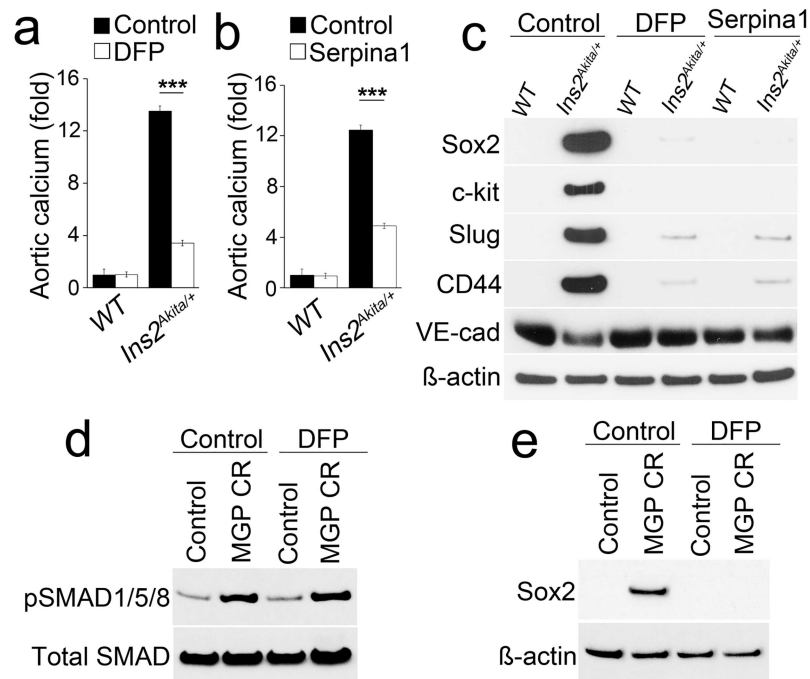 a
■ Control
□ DFP
Aortic calcium (fold)
16
12
8
4
0
***
WT
Ins2Akita/+
b
■ Control
□ Serpina1
Aortic calcium (fold)
16
12
8
4
0
***
WT
Ins2Akita/+
c
Control DFP Serpina1
WT Ins2Akita/+ WT Ins2Akita/+ WT Ins2Akita/+
Sox2
c-kit
Slug
CD44
VE-cad
ß-actin
d
Control DFP
Control MGP CR Control MGP CR
pSMAD1/5/8
Total SMAD
e
Control DFP
Control MGP CR Control MGP CR
Sox2
ß-actin